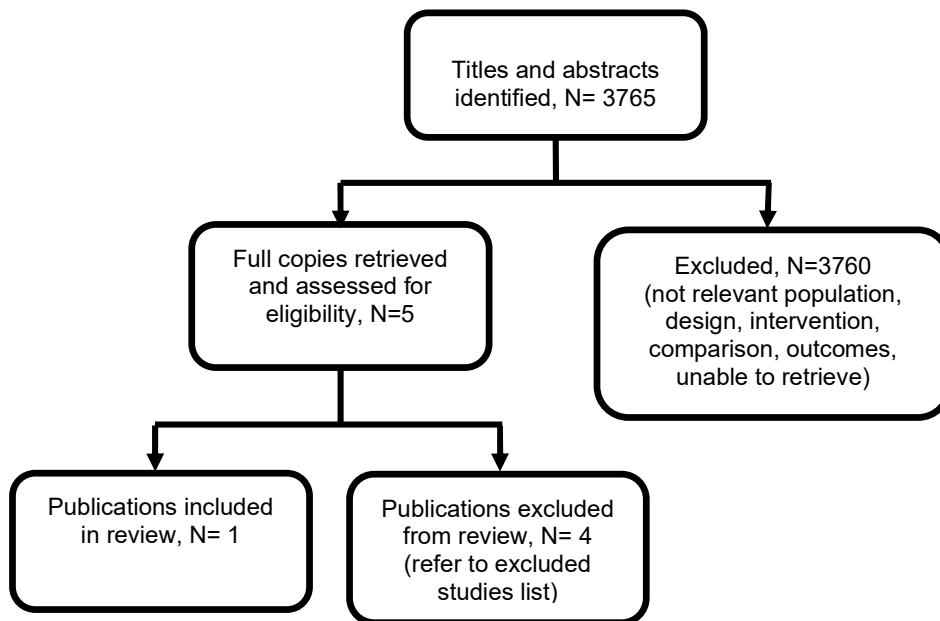 Titles and abstracts
identified, N= 3765
Full copies retrieved
and assessed for
eligibility, N=5
Excluded, N=3760
(not relevant population,
design, intervention,
comparison, outcomes,
unable to retrieve)
Publications included
in review, N= 1
Publications excluded
from review, N= 4
(refer to excluded
studies list)